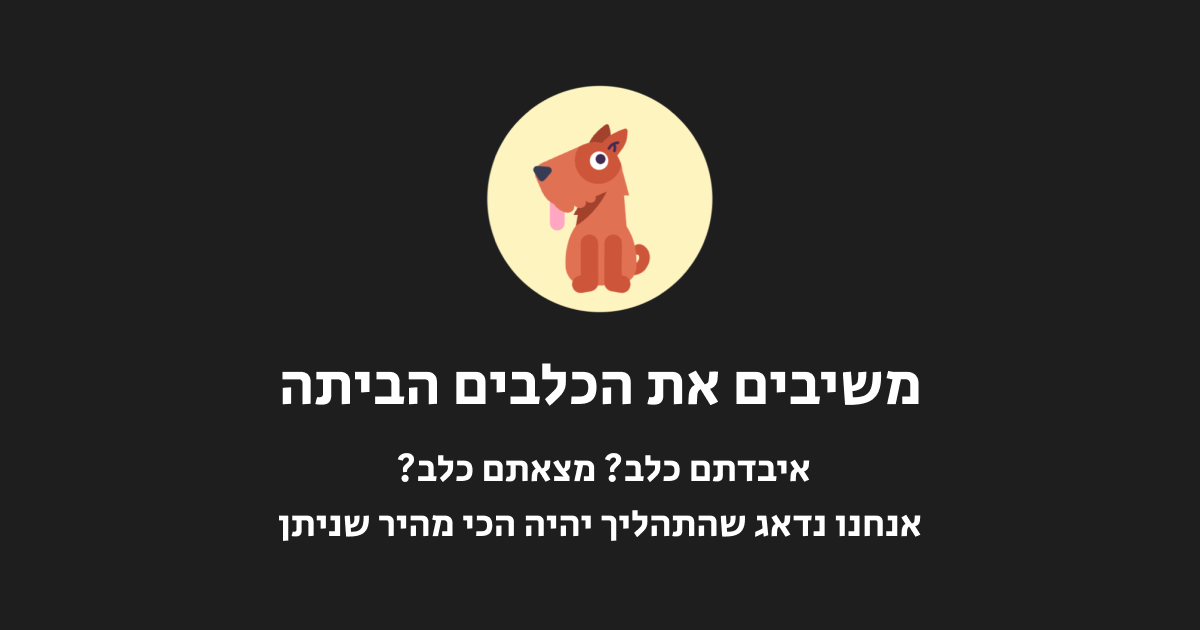 משיבים את הכלבים הביתה
איבדתם כלב? מצאתם כלב?
אנחנו נדאג שהתהליך יהיה הכי מהיר שניתן